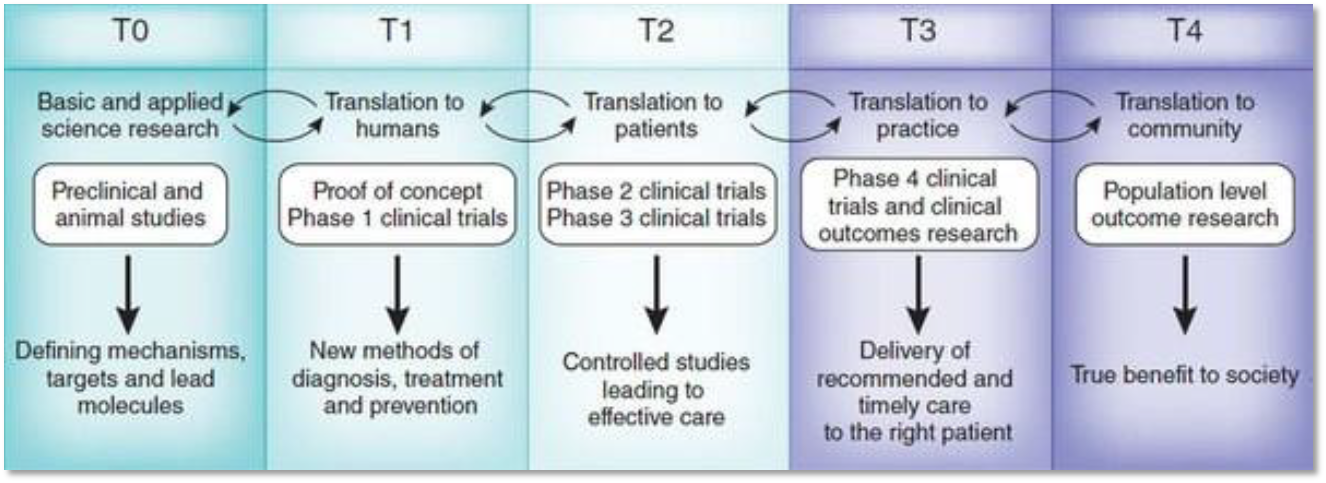 T0
T1
T2
T3
T4
Basic and applied
science research
Translation to
humans
Translation to
patients
Translation to
practice
Translation to
community
Preclinical and
animal studies
Proof of concept
Phase 1 clinical trials
Phase 2 clinical trials
Phase 3 clinical trials
Phase 4 clinical
trials and clinical
outcomes research
Population level
outcome research
Defining mechanisms,
targets and lead
molecules
New methods of
diagnosis, treatment
and prevention
Controlled studies
leading to
effective care
Delivery of
recommended and
timely care
to the right patient
True benefit to society